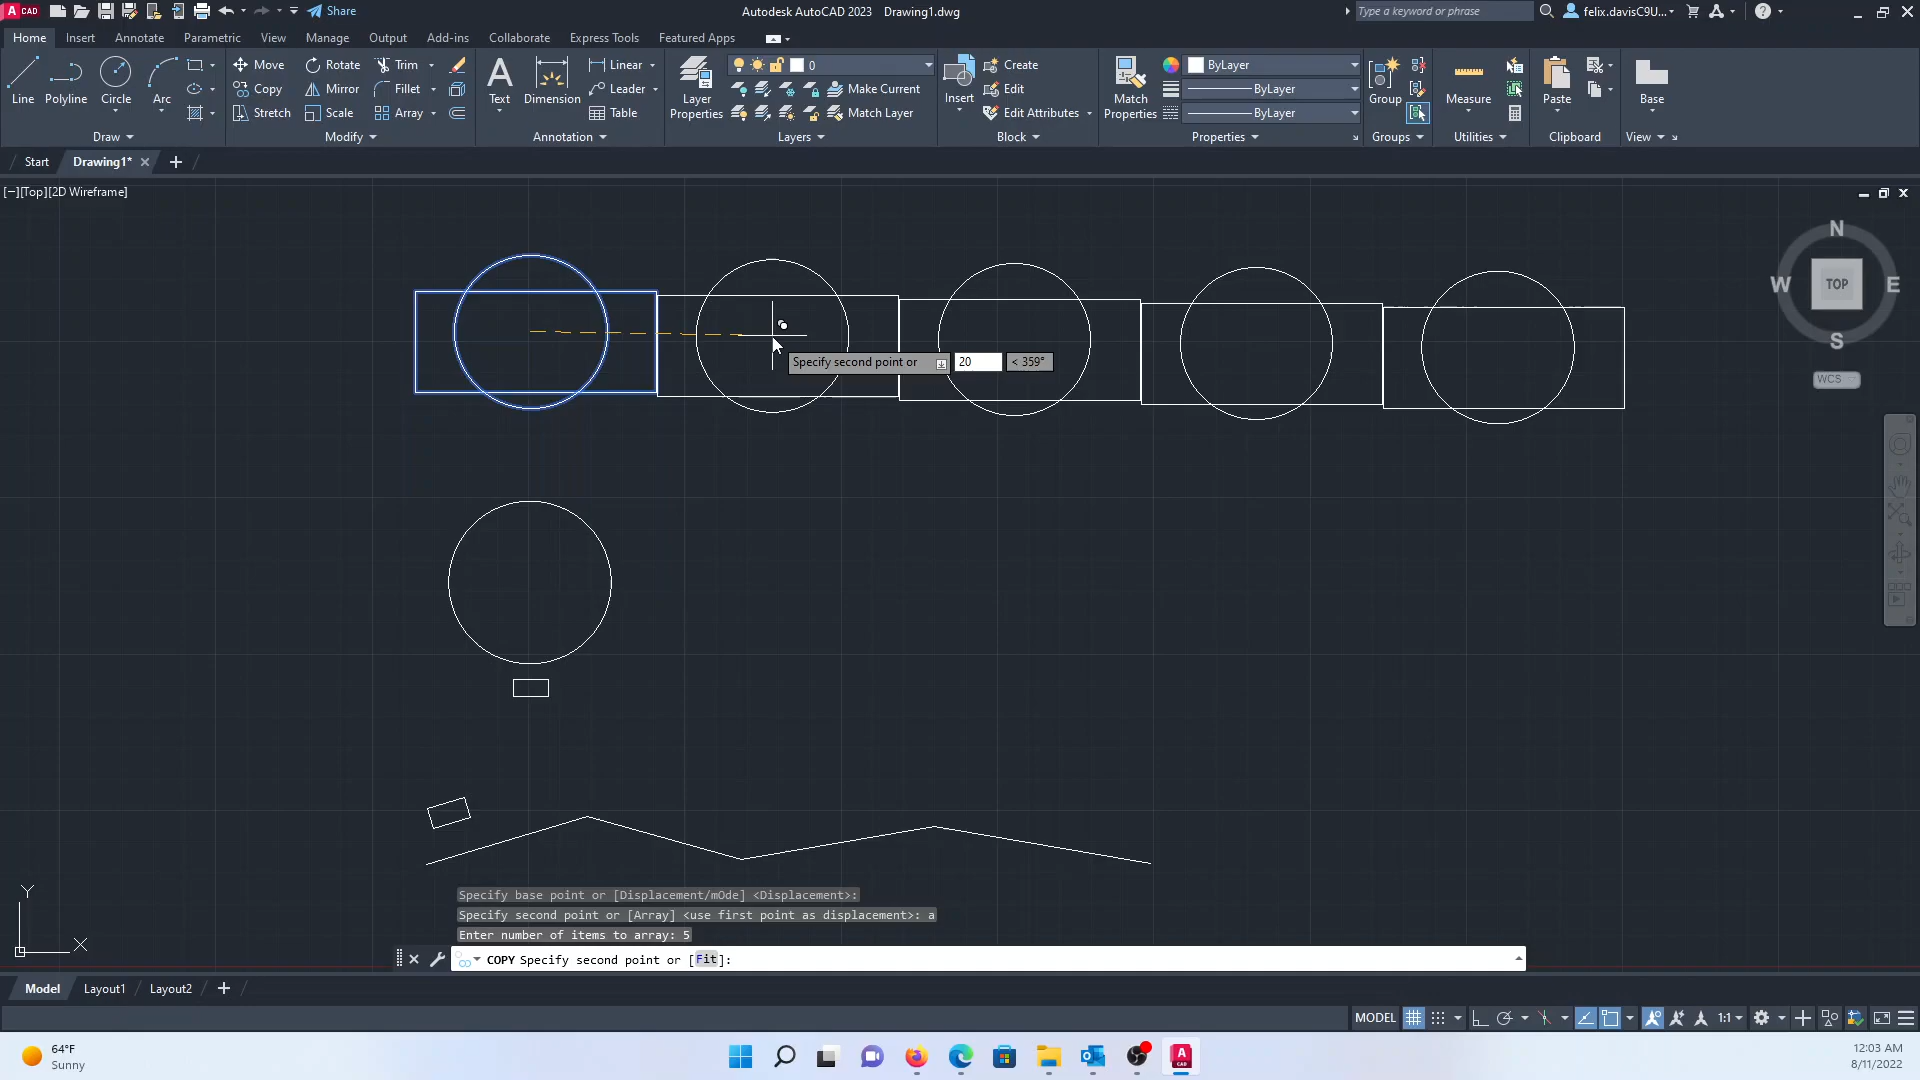 A CAD Share Autodesk AutoCAD 2023 Drawing1.dwg Type a keyword or phrase felix.davisC9U...
Home Insert Annotate Parametric View Manage Output Add-ins Collaborate Express Tools Featured Apps
Move Rotate Trim Linear 0 Create ByLayer
Copy Mirror Fillet Leader Make Current Edit ByLayer
Line Polyline Circle Arc Text Dimension Layer Properties Insert Match Properties Group Measure Paste Base
Stretch Scale Array Table Match Layer Edit Attributes ByLayer
Draw Modify Annotation Layers Block Properties Groups Utilities Clipboard View
Start Drawing1* +
[−][Top][2D Wireframe]
N
W TOP E
S
WCS
Specify second point or 20 < 359°
Y
X
Specify base point or [Displacement/mOde] <Displacement>:
Specify second point or [Array] <use first point as displacement>: a
Enter number of items to array: 5
COPY Specify second point or [Fit]:
Model Layout1 Layout2 +
MODEL 1:1
64°F
Sunny
A CAD
12:03 AM
8/11/2022